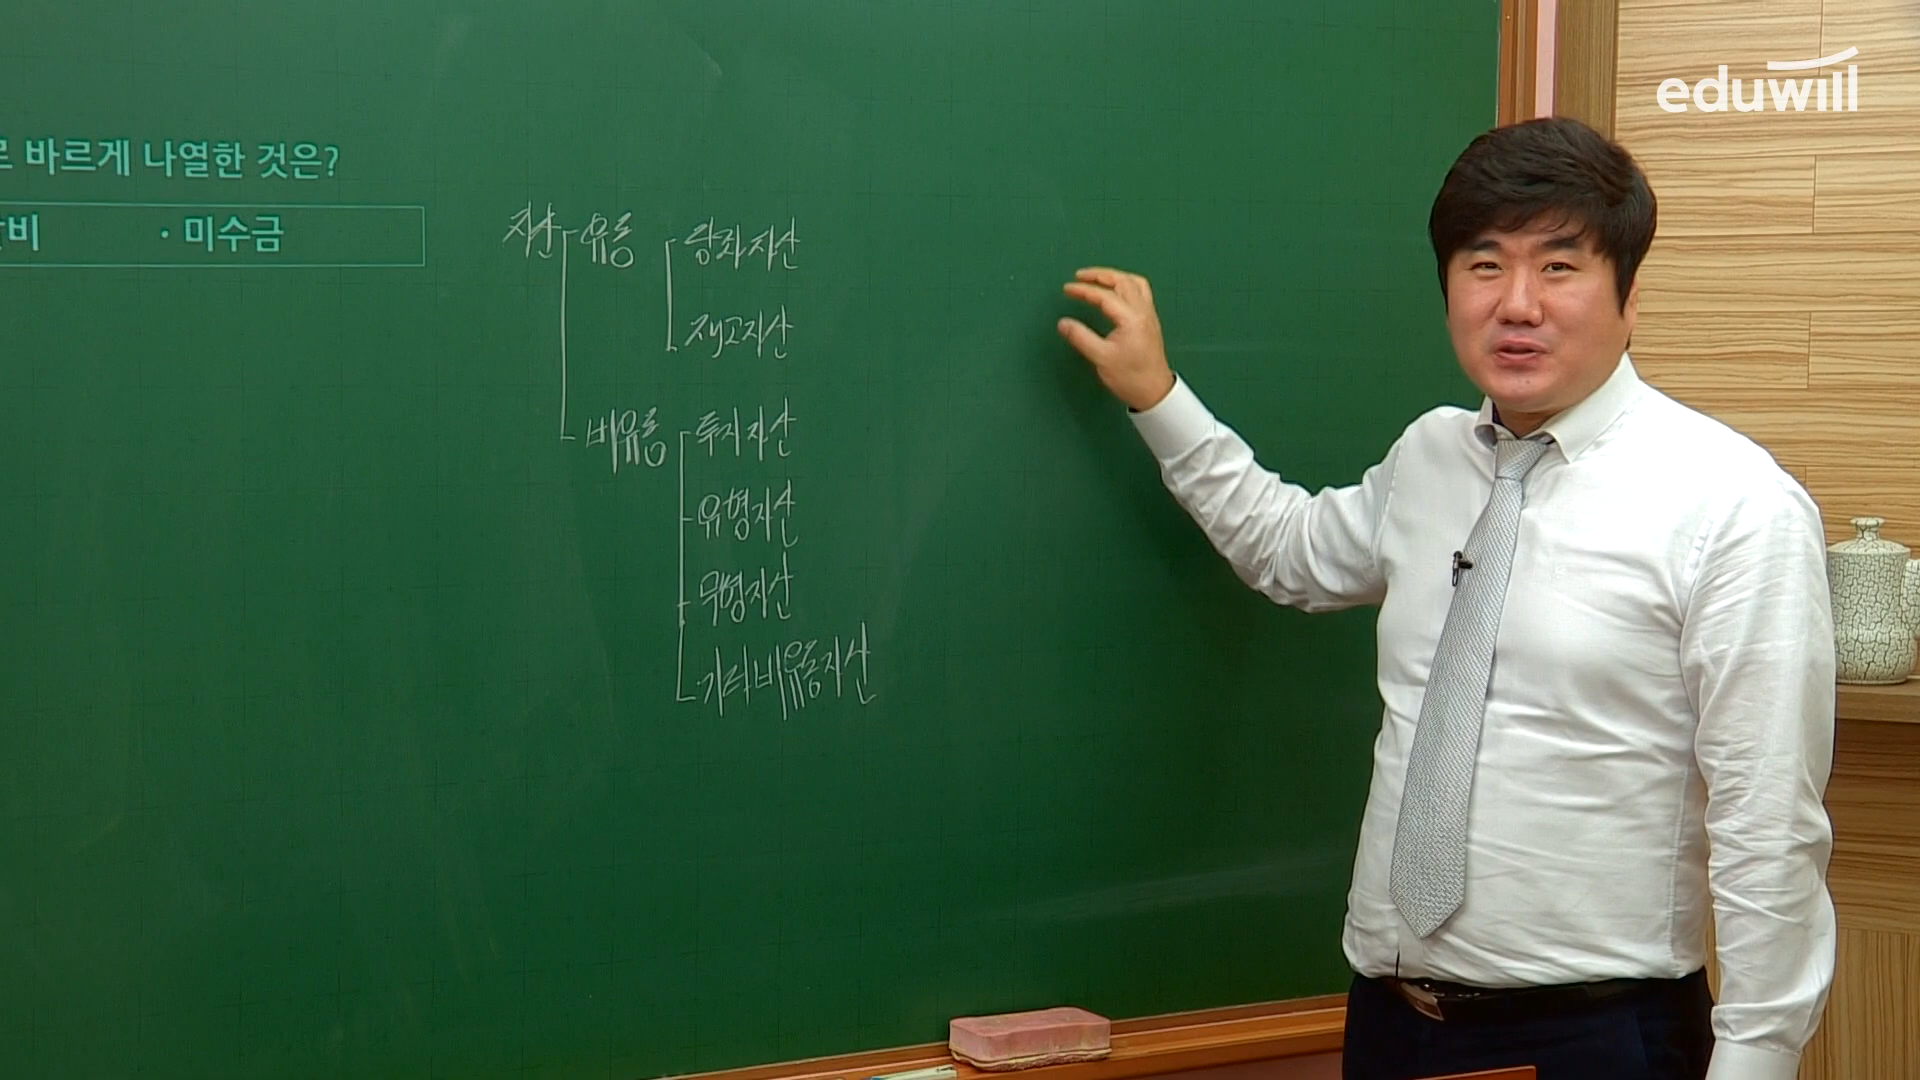 eduwill
로 바르게 나열한 것은?
비 · 미수금
자산 유동 당좌자산
재고자산
비유동 투자자산
유형자산
무형자산
기타비유동자산